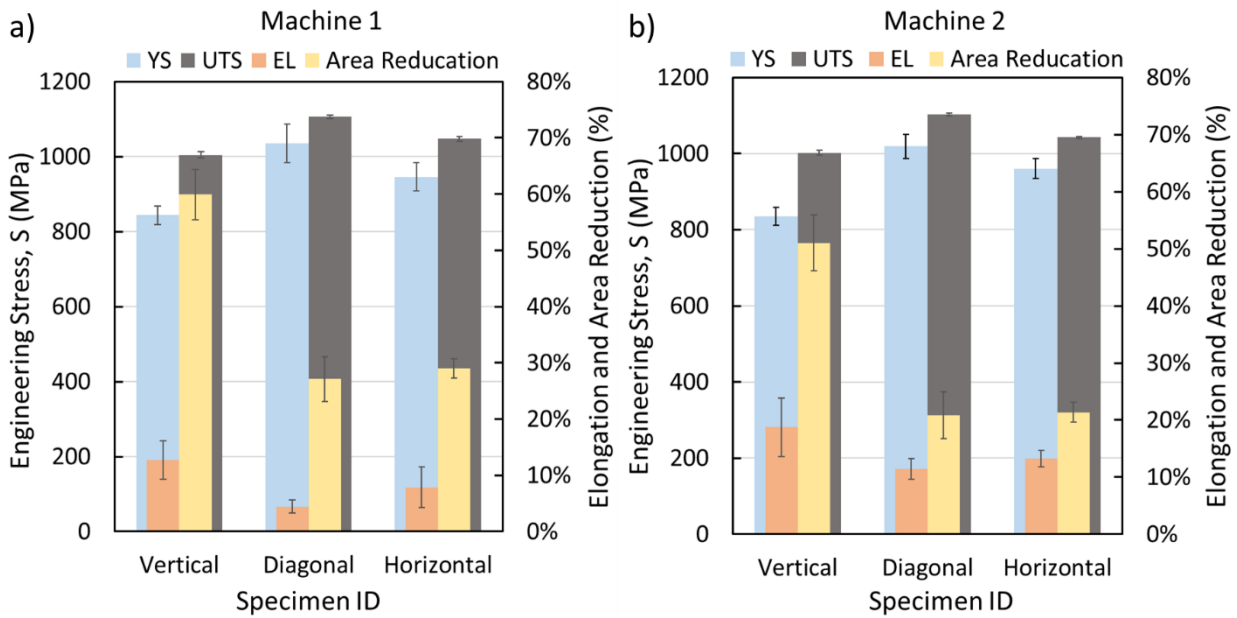 a)
Machine 1
YS UTS EL Area Reducation
Engineering Stress, S (MPa)
1200
1000
800
600
400
200
0
80%
70%
60%
50%
40%
30%
20%
10%
0%
Elongation and Area Reduction (%)
Vertical Diagonal Horizontal
Specimen ID
b)
Machine 2
YS UTS EL Area Reducation
Engineering Stress, S (MPa)
1200
1000
800
600
400
200
0
80%
70%
60%
50%
40%
30%
20%
10%
0%
Elongation and Area Reduction (%)
Vertical Diagonal Horizontal
Specimen ID